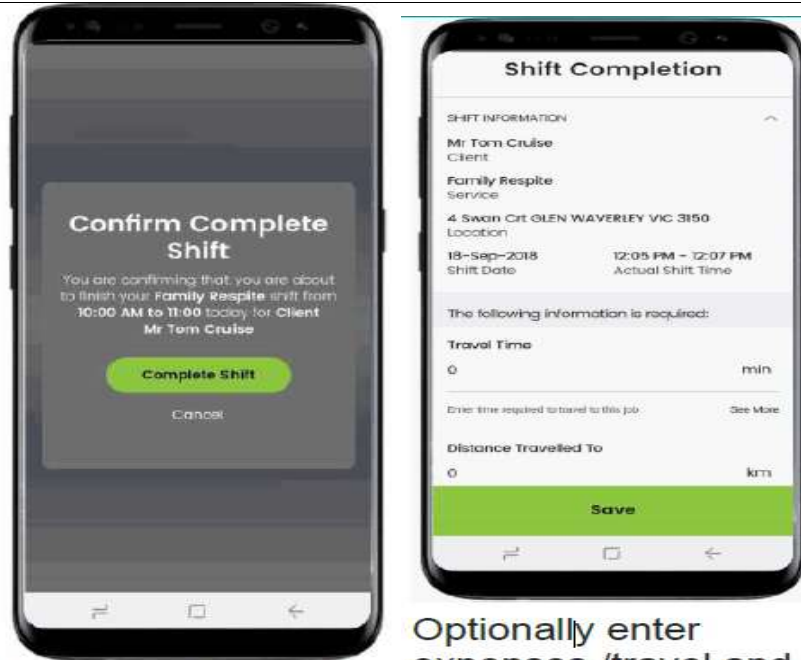 Confirm Complete
Shift
You are confirming that you are about
to finish your Family Respite shift from
10:00 AM to 11:00 today for Client
Mr Tom Cruise
Complete Shift
Cancel
Shift Completion
SHIFT INFORMATION
Mr Tom Cruise
Client
Family Respite
Service
4 Swan Crt GLEN WAVERLEY VIC 3150
Location
18-Sep-2018 12:05 PM - 12:07 PM
Shift Date Actual Shift Time
The following information is required:
Travel Time
0 min
Enter time required to travel to this job See More
Distance Travelled To
0 km
Save
Optionally enter
expenses /travel and